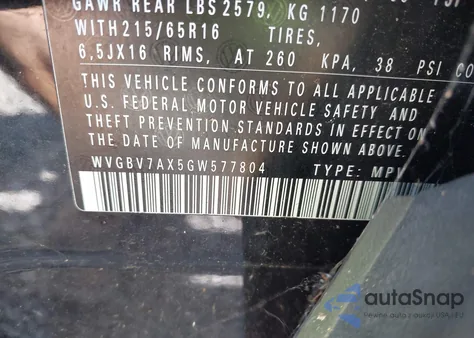 GAWR REAR LBS 2579, KG 1170
WITH 215/65R16 TIRES,
6,5JX16 RIMS, AT 260 KPA, 38 PSI CO
THIS VEHICLE CONFORMS TO ALL APPLICABLE
U.S. FEDERAL MOTOR VEHICLE SAFETY AND
THEFT PREVENTION STANDARDS IN EFFECT ON
THE DATE OF MANUFACTURE SHOWN ABOVE.
WVGBV7AX5GW577804 TYPE: MPV
autaSnap